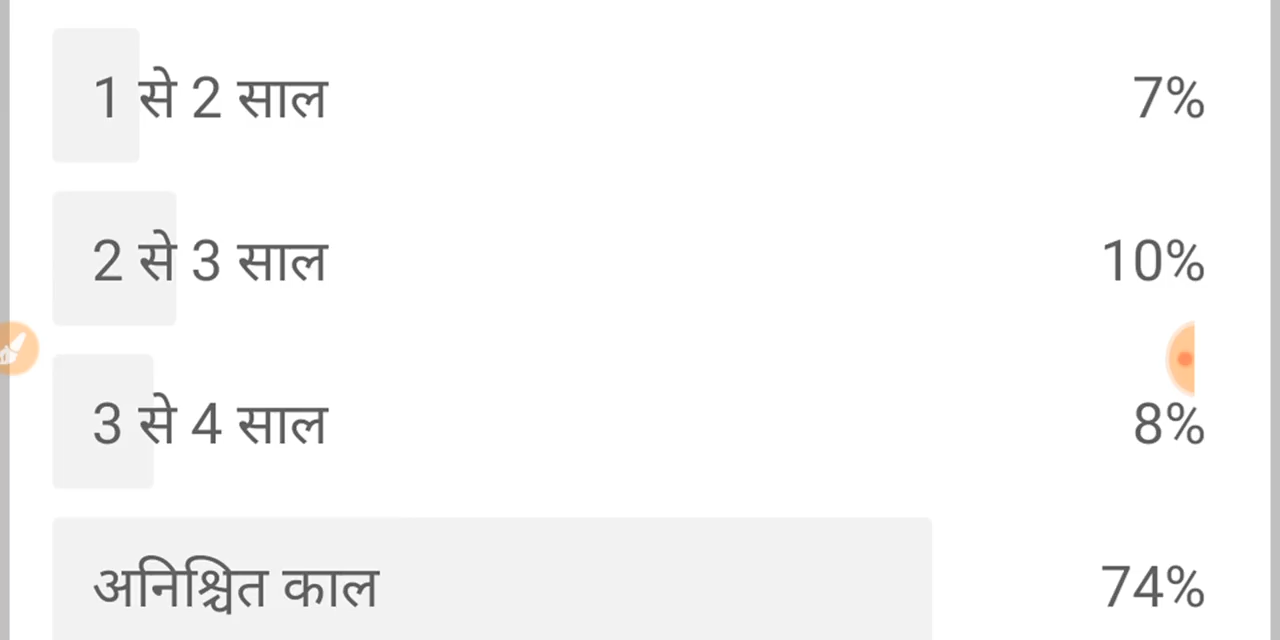 1 से 2 साल 7%
2 से 3 साल 10%
3 से 4 साल 8%
अनिश्चित काल 74%